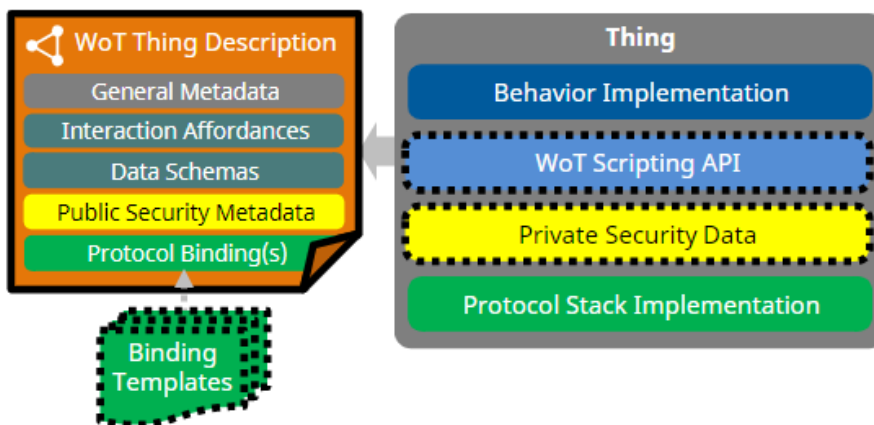 WoT Thing Description
General Metadata
Interaction Affordances
Data Schemas
Public Security Metadata
Protocol Binding(s)
Binding
Templates
Thing
Behavior Implementation
WoT Scripting API
Private Security Data
Protocol Stack Implementation